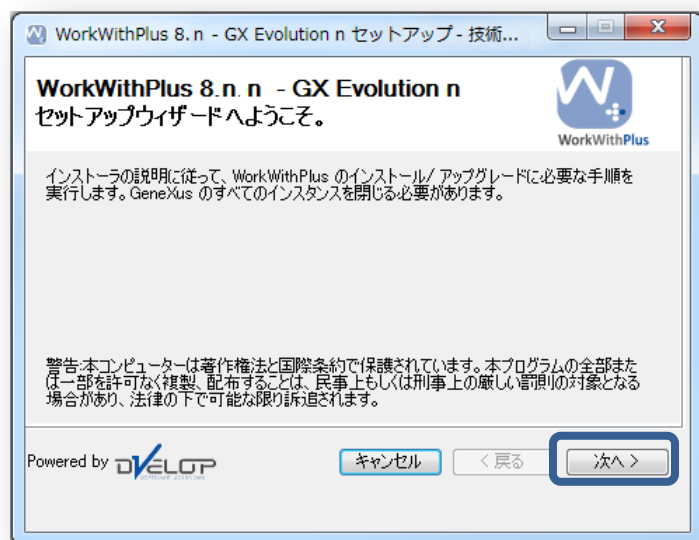 WorkWithPlus 8. n - GX Evolution n セットアップ - 技術...
WorkWithPlus 8. n. n - GX Evolution n
セットアップウィザードへようこそ。
WorkWithPlus
インストーラの説明に従って、WorkWithPlus のインストール/ アップグレードに必要な手順を
実行します。GeneXus のすべてのインスタンスを閉じる必要があります。
警告:本コンピューターは著作権法と国際条約で保護されています。本プログラムの全部また
は一部を許可なく複製、配布することは、民事上もしくは刑事上の厳しい罰則の対象となる
場合があり、法律の下で可能な限り訴追されます。
Powered by DVELOP
SOFTWARE SOLUTIONS
キャンセル
< 戻る
次へ >